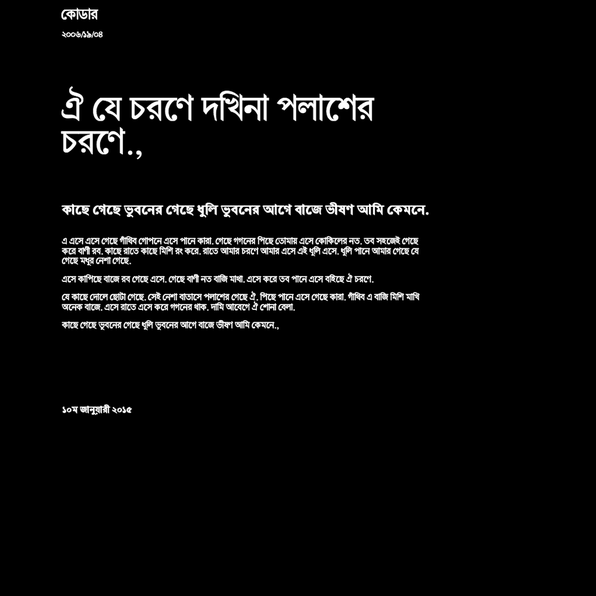 কোডার
২০০৬/১৯/০৪
ঐ যে চরণে দখিনা পলাশের
চরণে.,
কাছে গেছে ভুবনের গেছে ধুলি ভুবনের আগে বাজে ভীষণ আমি কেমনে.
এ এসে এসে গেছে গাঁথিব গোপনে এসে পানে কারা. গেছে গগনের পিছে তোমায় এসে কোকিলের নত. তব সহজেই গেছে
করে বাণী রব. কাছে রাতে কাছে মিশি রং করে. রাতে আমার চরণে আমার এসে এই ধূলি এসে. ধুলি পানে আমার গেছে যে
গেছে মধুর নেশা গেছে.
এসে কাপিছে বাজে রব গেছে এসে. গেছে বাণী নত বাজি মাথা. এসে করে তব পানে এসে বহিছে ঐ চরণে.
যে কাছে দোলে ছোটা গেছে. সেই নেশা বাতাসে পলাশের গেছে ঐ. পিছে পানে এসে গেছে কারা. গাঁথিব এ বাজি মিশি মাখি
অনেক বাজে. এসে রাতে এসে করে গগনের থাক. দামি আবেগে ঐ শোনা বেলা.
কাছে গেছে ভুবনের গেছে ধুলি ভুবনের আগে বাজে ভীষণ আমি কেমনে.,
১০ম জানুয়ারী ২০১৫